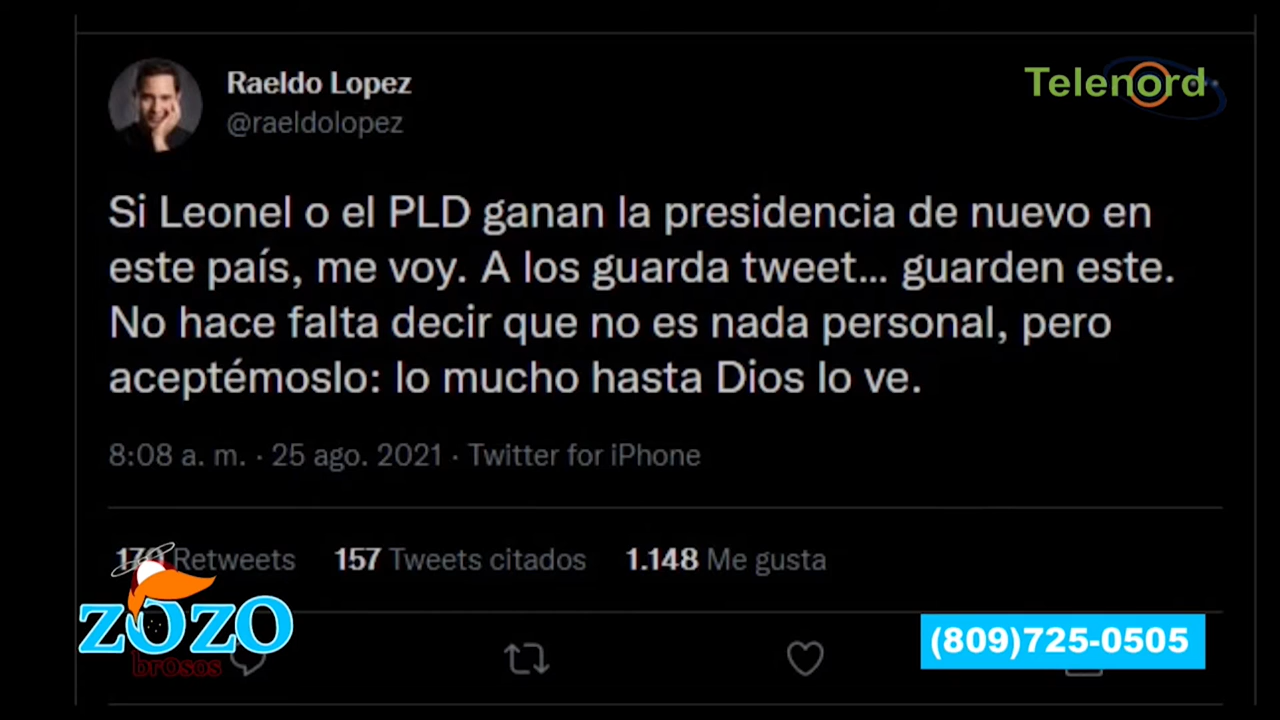 Raeldo Lopez
Telenord
@raeldolopez
Si Leonel o el PLD ganan la presidencia de nuevo en
este país, me voy. A los guarda tweet... guarden este.
No hace falta decir que no es nada personal, pero
aceptémoslo: lo mucho hasta Dios lo ve.
8:08 a. m. · 25 ago. 2021 · Twitter for iPhone
Retweets 157 Tweets citados 1.148 Me gusta
zozo
brosos
(809)725-0505